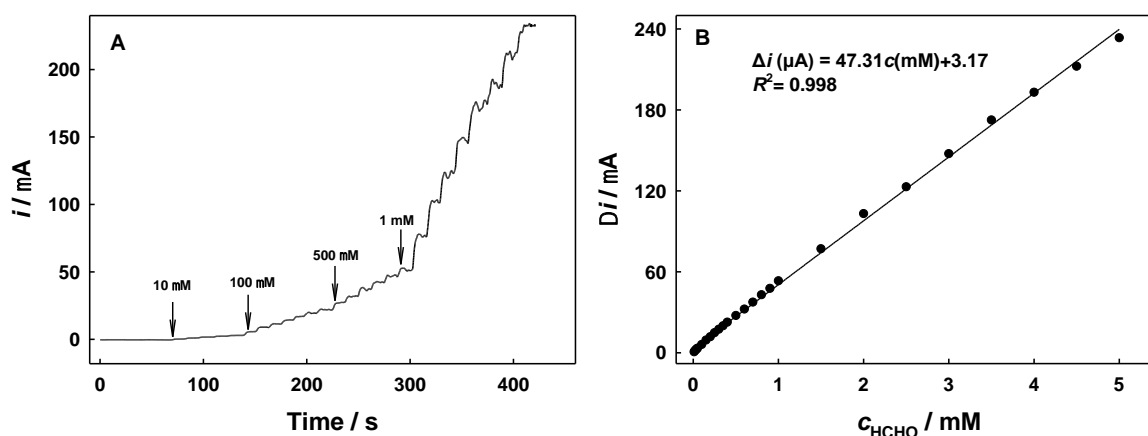 A
200
150
100
50
0
i / mA
10 mM
100 mM
500 mM
1 mM
0
100
200
300
400
Time / s
B
Δi (μA) = 47.31c(mM)+3.17
R²= 0.998
240
180
120
60
0
Di / mA
0
1
2
3
4
5
cHCHO / mM